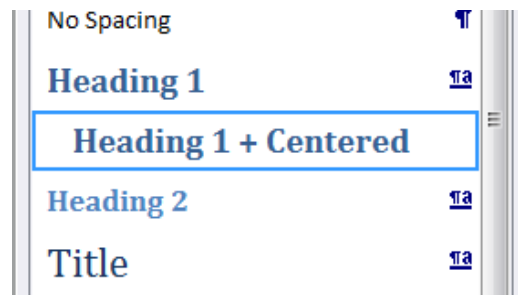 No Spacing ¶
Heading 1 ¶a
Heading 1 + Centered
Heading 2 ¶a
Title ¶a